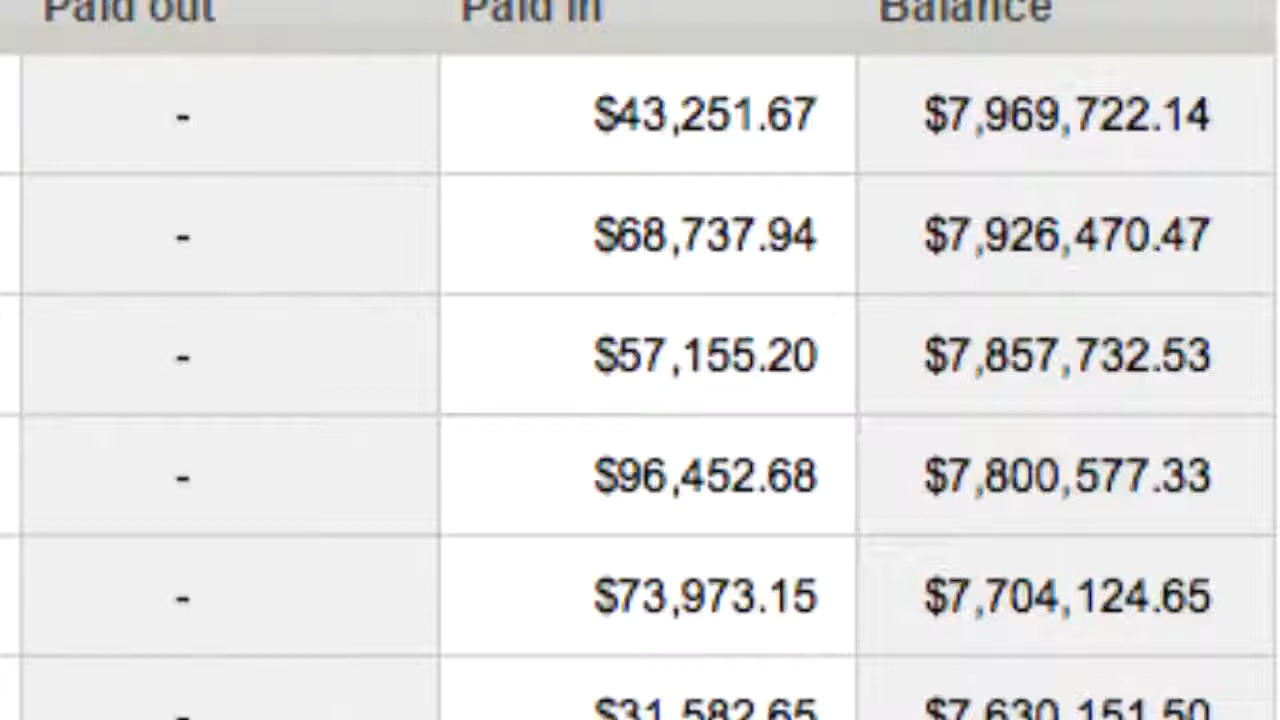 Paid out Paid in Balance
- $43,251.67 $7,969,722.14
- $68,737.94 $7,926,470.47
- $57,155.20 $7,857,732.53
- $96,452.68 $7,800,577.33
- $73,973.15 $7,704,124.65
- $31,582.65 $7,630,151.50